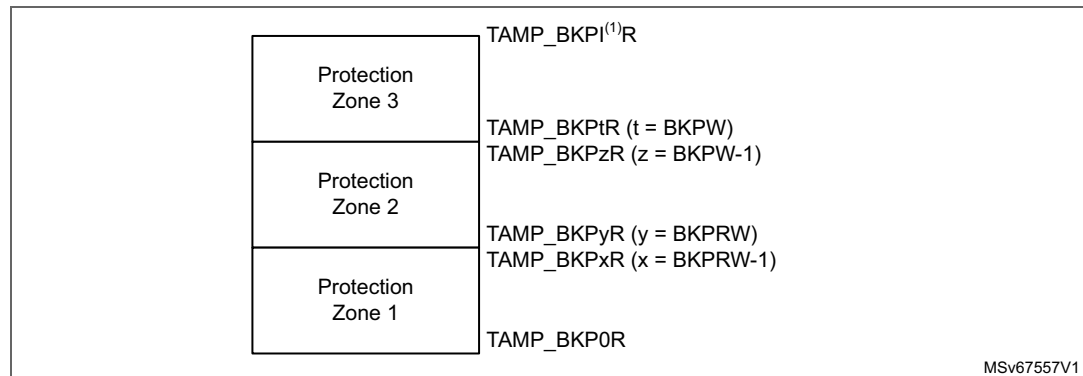 TAMP_BKPI(1)R
Protection
Zone 3
TAMP_BKPtR (t = BKPW)
TAMP_BKPzR (z = BKPW-1)
Protection
Zone 2
TAMP_BKPyR (y = BKPRW)
TAMP_BKPxR (x = BKPRW-1)
Protection
Zone 1
TAMP_BKP0R
MSv67557V1